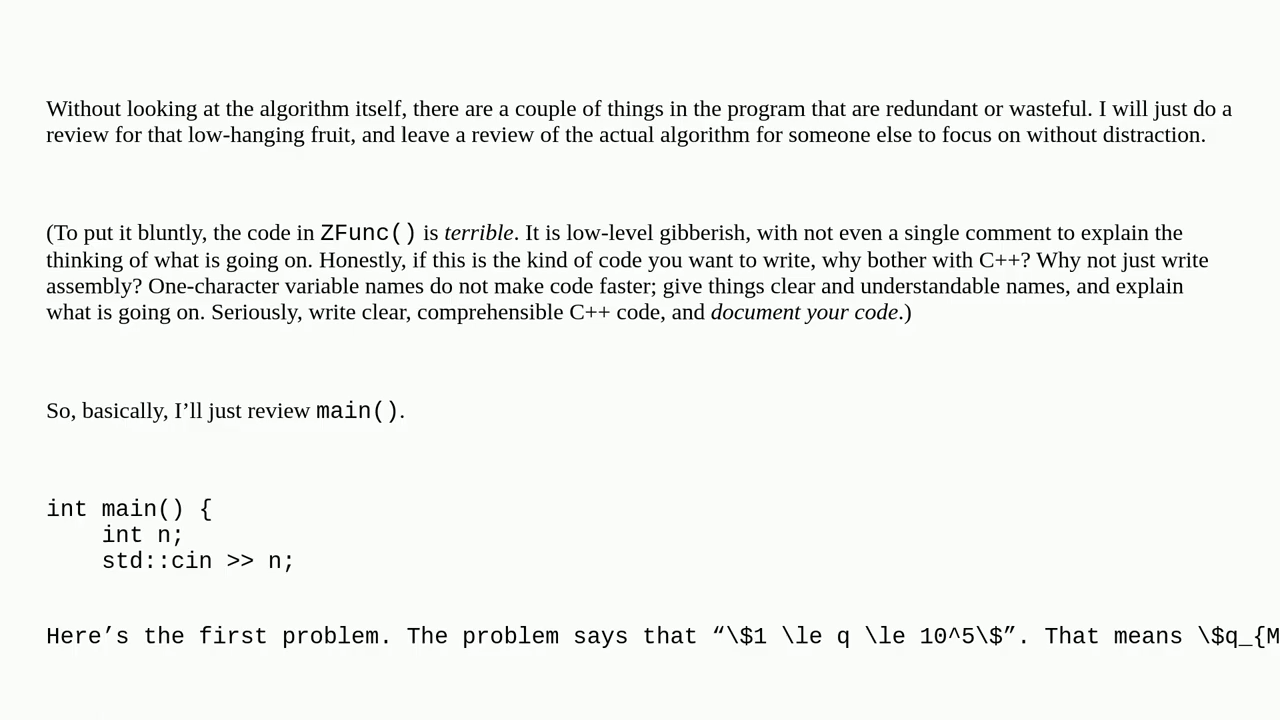 Without looking at the algorithm itself, there are a couple of things in the program that are redundant or wasteful. I will just do a
review for that low-hanging fruit, and leave a review of the actual algorithm for someone else to focus on without distraction.
(To put it bluntly, the code in ZFunc() is terrible. It is low-level gibberish, with not even a single comment to explain the
thinking of what is going on. Honestly, if this is the kind of code you want to write, why bother with C++? Why not just write
assembly? One-character variable names do not make code faster; give things clear and understandable names, and explain
what is going on. Seriously, write clear, comprehensible C++ code, and document your code.)
So, basically, I’ll just review main().
int main() {
    int n;
    std::cin >> n;
Here’s the first problem. The problem says that “\$1 \le q \le 10^5\$”. That means \$q_{M